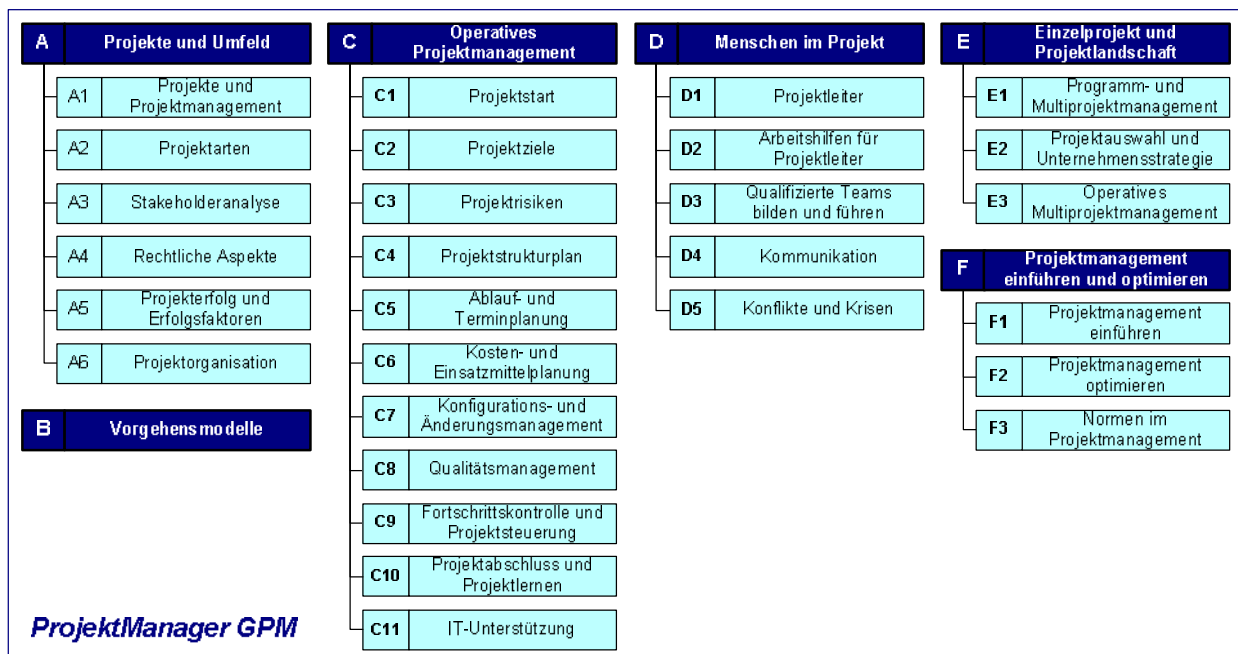 A Projekte und Umfeld
A1 Projekte und
Projektmanagement
A2 Projektarten
A3 Stakeholderanalyse
A4 Rechtliche Aspekte
A5 Projekterfolg und
Erfolgsfaktoren
A6 Projektorganisation
B Vorgehensmodelle
C Operatives
Projektmanagement
C1 Projektstart
C2 Projektziele
C3 Projektrisiken
C4 Projektstrukturplan
C5 Ablauf- und
Terminplanung
C6 Kosten- und
Einsatzmittelplanung
C7 Konfigurations- und
Änderungsmanagement
C8 Qualitätsmanagement
C9 Fortschrittskontrolle und
Projektsteuerung
C10 Projektabschluss und
Projektlernen
C11 IT-Unterstützung
D Menschen im Projekt
D1 Projektleiter
D2 Arbeitshilfen für
Projektleiter
D3 Qualifizierte Teams
bilden und führen
D4 Kommunikation
D5 Konflikte und Krisen
E Einzelprojekt und
Projektlandschaft
E1 Programm- und
Multiprojektmanagement
E2 Projektauswahl und
Unternehmensstrategie
E3 Operatives
Multiprojektmanagement
F Projektmanagement
einführen und optimieren
F1 Projektmanagement
einführen
F2 Projektmanagement
optimieren
F3 Normen im
Projektmanagement
ProjektManager GPM